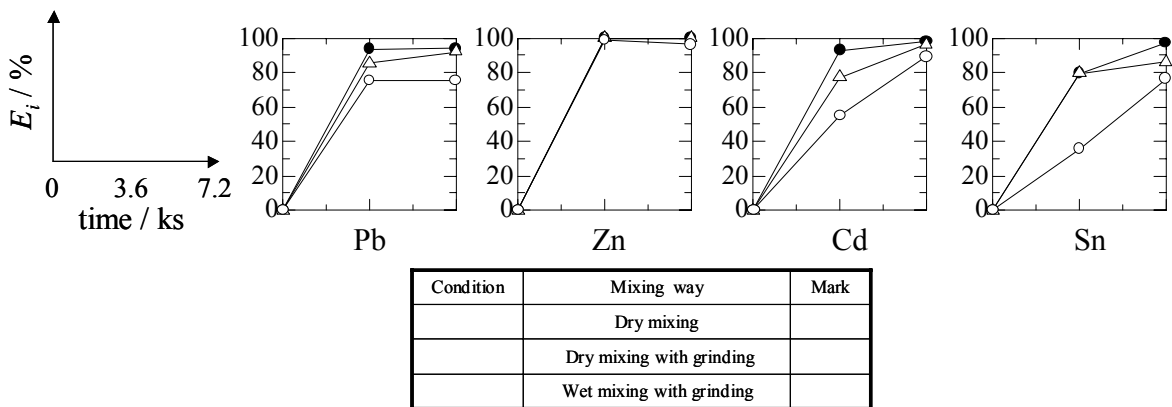 E_i / %
0 3.6 7.2
time / ks
100 100 100 100
80 80 80 80
60 60 60 60
40 40 40 40
20 20 20 20
0 0 0 0
Pb Zn Cd Sn
Condition Mixing way Mark
Dry mixing
Dry mixing with grinding
Wet mixing with grinding